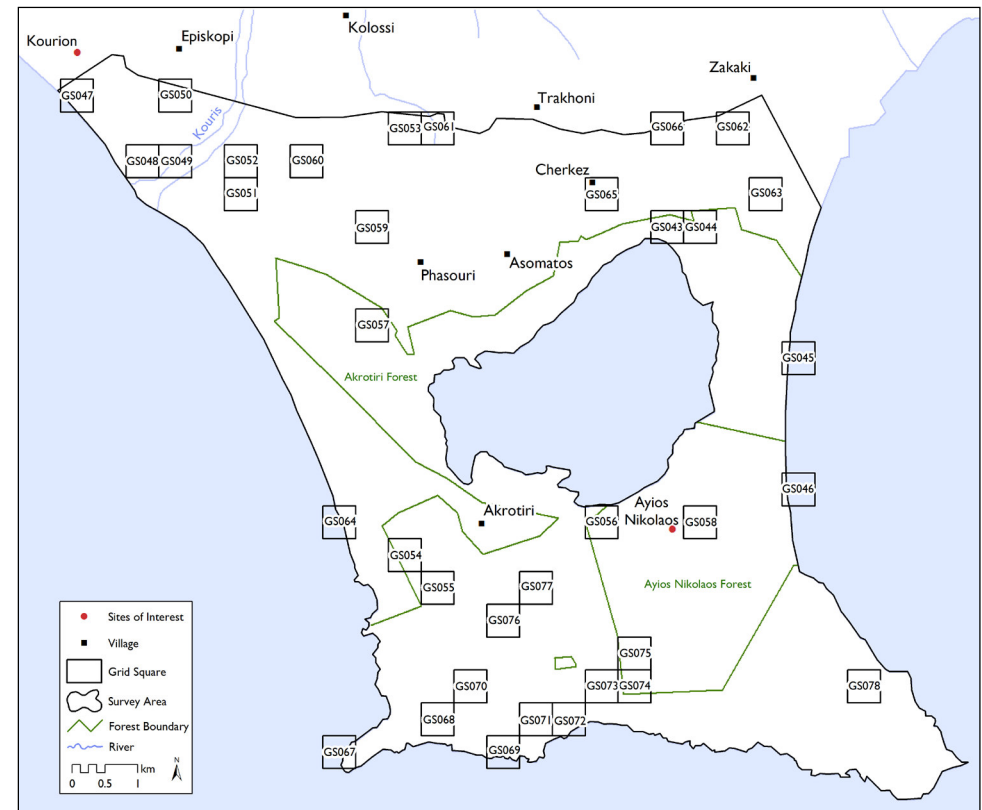 Kolossi
Episkopi
Kourion
Zakaki
GS047
GS050
Trakhoni
Kouris
GS053
GS061
GS066
GS062
GS048
GS049
GS052
GS060
Cherkez
GS051
GS065
GS063
GS059
GS043
GS044
Asomatos
Phasouri
GS057
GS045
Akrotiri Forest
GS046
Ayios
Nikolaos
Akrotiri
GS064
GS056
GS058
GS054
GS055
GS077
Ayios Nikolaos Forest
GS076
GS075
GS070
GS073
GS074
GS078
GS068
GS071
GS072
GS067
GS069
Sites of Interest
Village
Grid Square
Survey Area
Forest Boundary
River
km
0 0.5 1
N